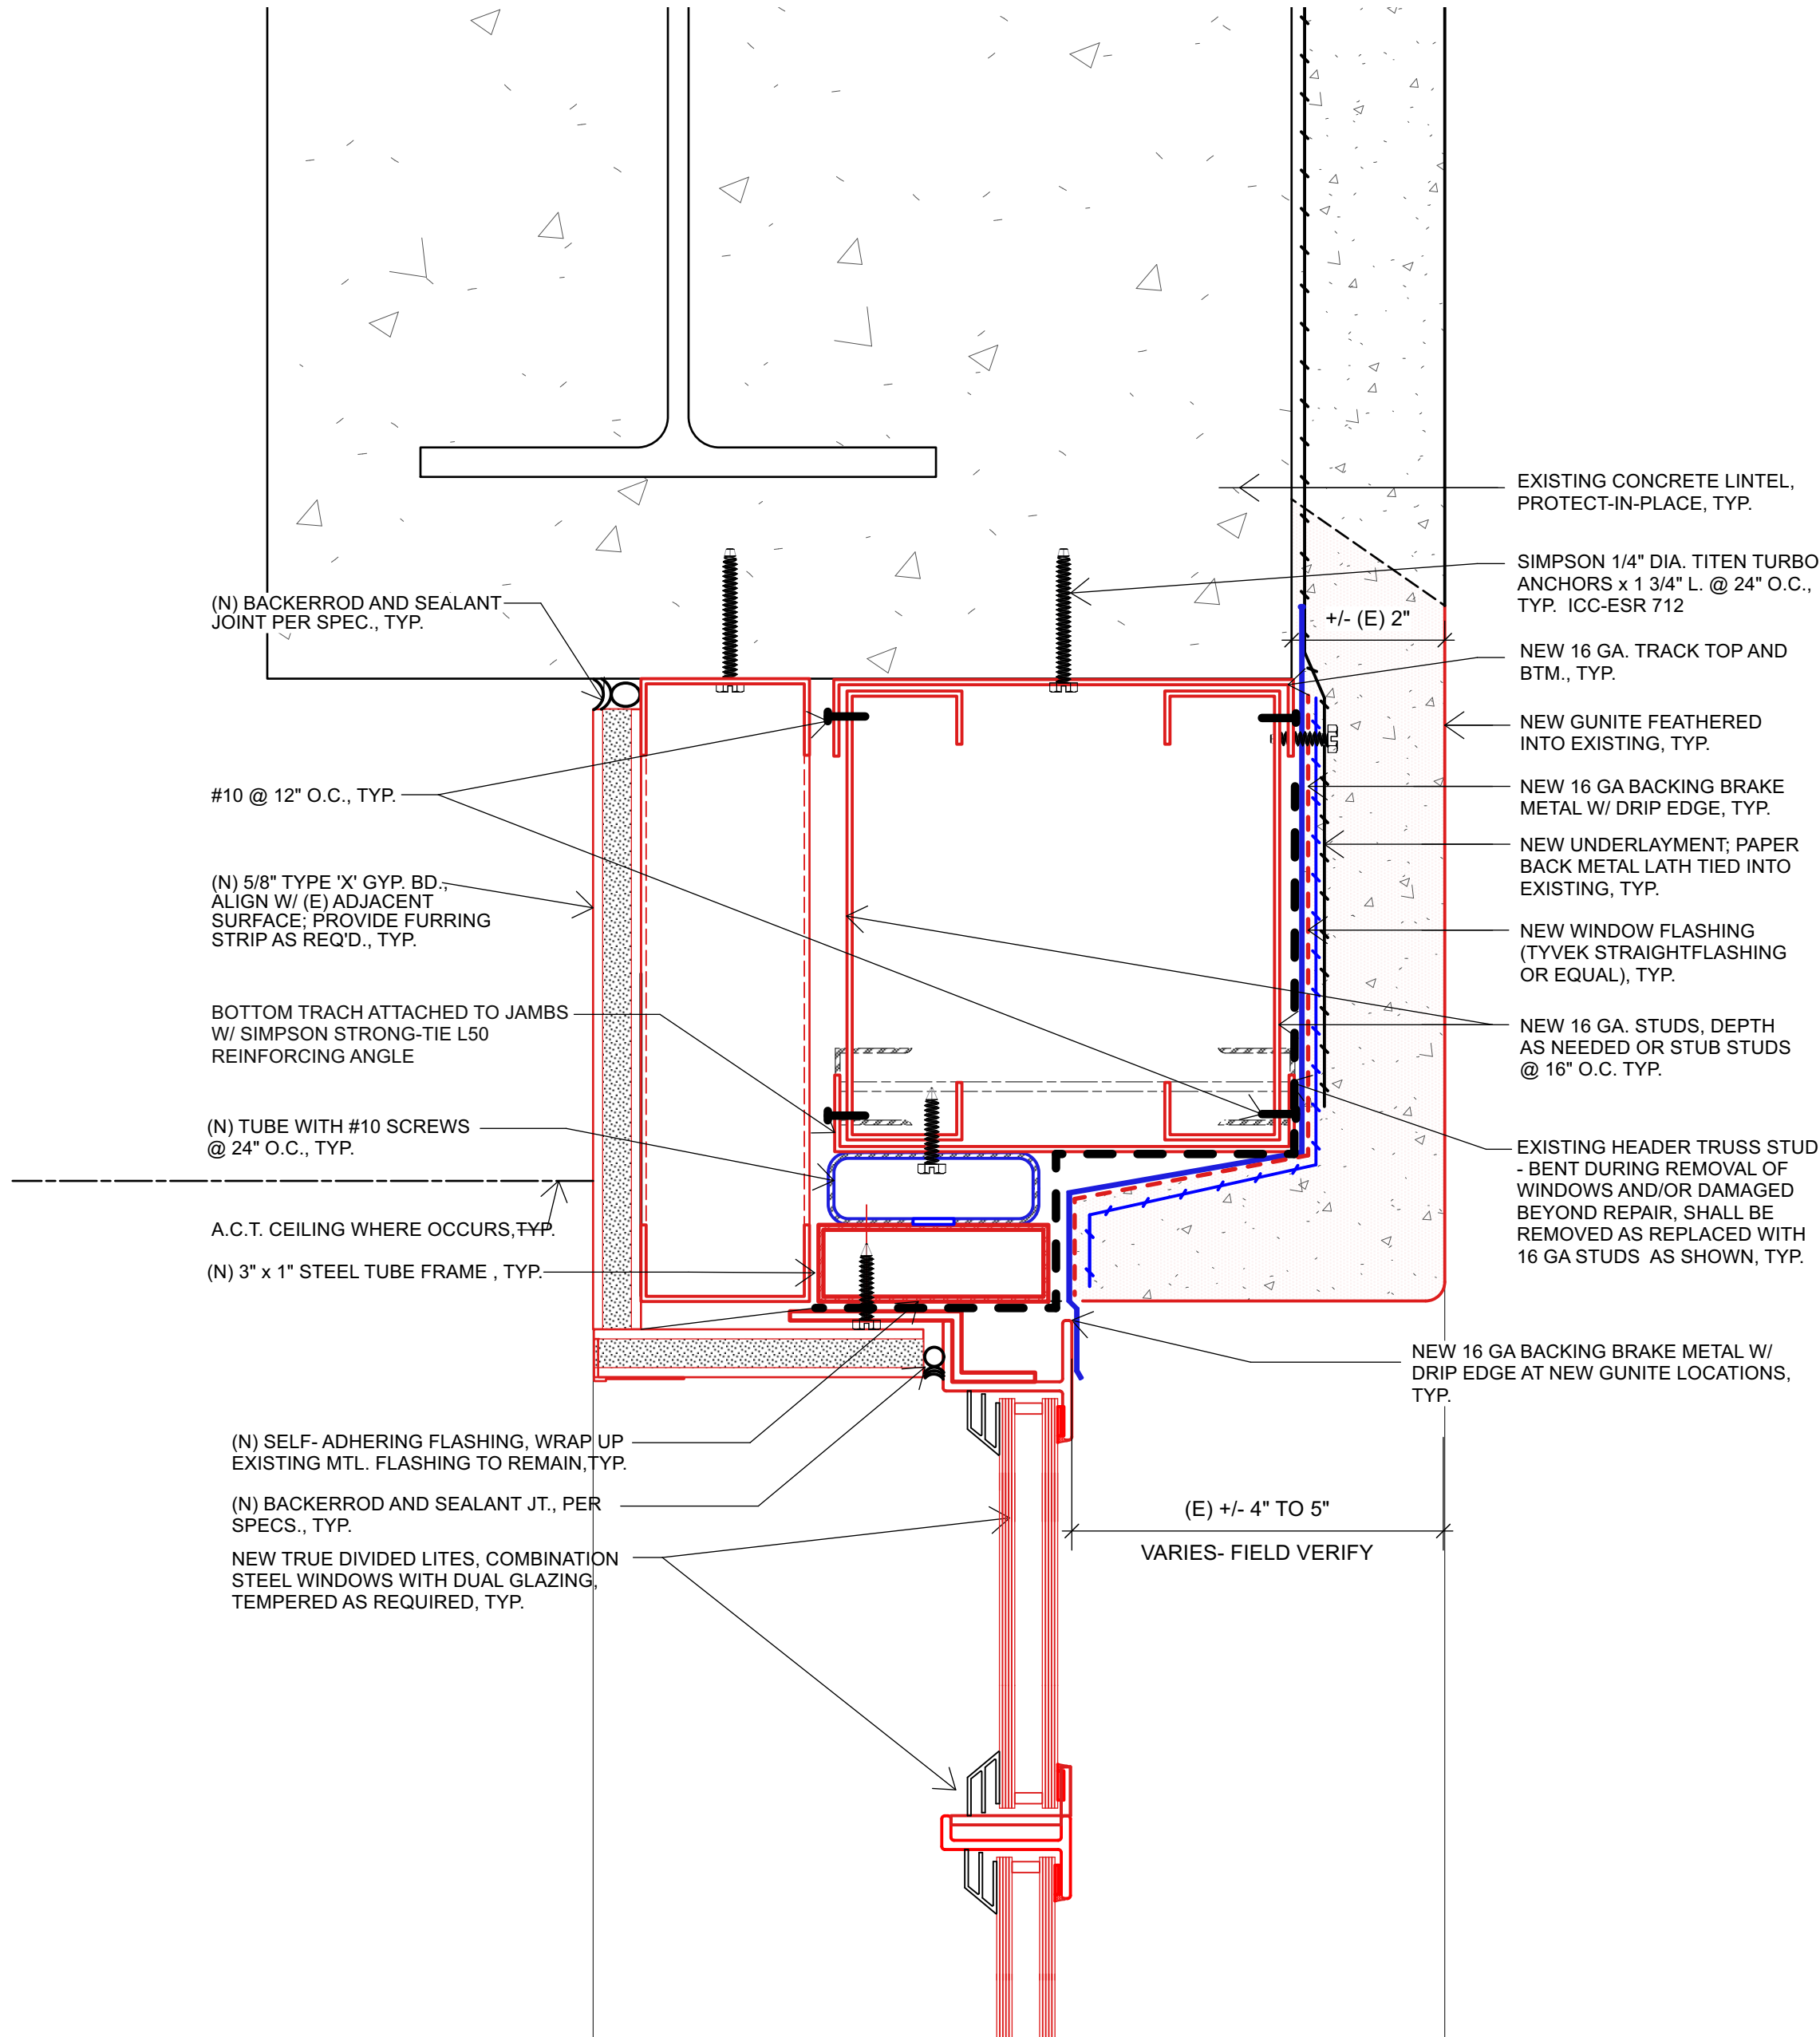 EXISTING CONCRETE LINTEL,
PROTECT-IN-PLACE, TYP.
SIMPSON 1/4" DIA. TITEN TURBO
ANCHORS x 1 3/4" L. @ 24" O.C.,
TYP. ICC-ESR 712
+/- (E) 2"
NEW 16 GA. TRACK TOP AND
BTM., TYP.
NEW GUNITE FEATHERED
INTO EXISTING, TYP.
NEW 16 GA BACKING BRAKE
METAL W/ DRIP EDGE, TYP.
NEW UNDERLAYMENT; PAPER
BACK METAL LATH TIED INTO
EXISTING, TYP.
NEW WINDOW FLASHING
(TYVEK STRAIGHTFLASHING
OR EQUAL), TYP.
NEW 16 GA. STUDS, DEPTH
AS NEEDED OR STUB STUDS
@ 16" O.C. TYP.
EXISTING HEADER TRUSS STUD
- BENT DURING REMOVAL OF
WINDOWS AND/OR DAMAGED
BEYOND REPAIR, SHALL BE
REMOVED AS REPLACED WITH
16 GA STUDS AS SHOWN, TYP.
NEW 16 GA BACKING BRAKE METAL W/
DRIP EDGE AT NEW GUNITE LOCATIONS,
TYP.
(E) +/- 4" TO 5"
VARIES- FIELD VERIFY
(N) BACKERROD AND SEALANT
JOINT PER SPEC., TYP.
#10 @ 12" O.C., TYP.
(N) 5/8" TYPE 'X' GYP. BD.,
ALIGN W/ (E) ADJACENT
SURFACE; PROVIDE FURRING
STRIP AS REQ'D., TYP.
BOTTOM TRACH ATTACHED TO JAMBS
W/ SIMPSON STRONG-TIE L50
REINFORCING ANGLE
(N) TUBE WITH #10 SCREWS
@ 24" O.C., TYP.
A.C.T. CEILING WHERE OCCURS,TYP.
(N) 3" x 1" STEEL TUBE FRAME , TYP.
(N) SELF- ADHERING FLASHING, WRAP UP
EXISTING MTL. FLASHING TO REMAIN,TYP.
(N) BACKERROD AND SEALANT JT., PER
SPECS., TYP.
NEW TRUE DIVIDED LITES, COMBINATION
STEEL WINDOWS WITH DUAL GLAZING,
TEMPERED AS REQUIRED, TYP.